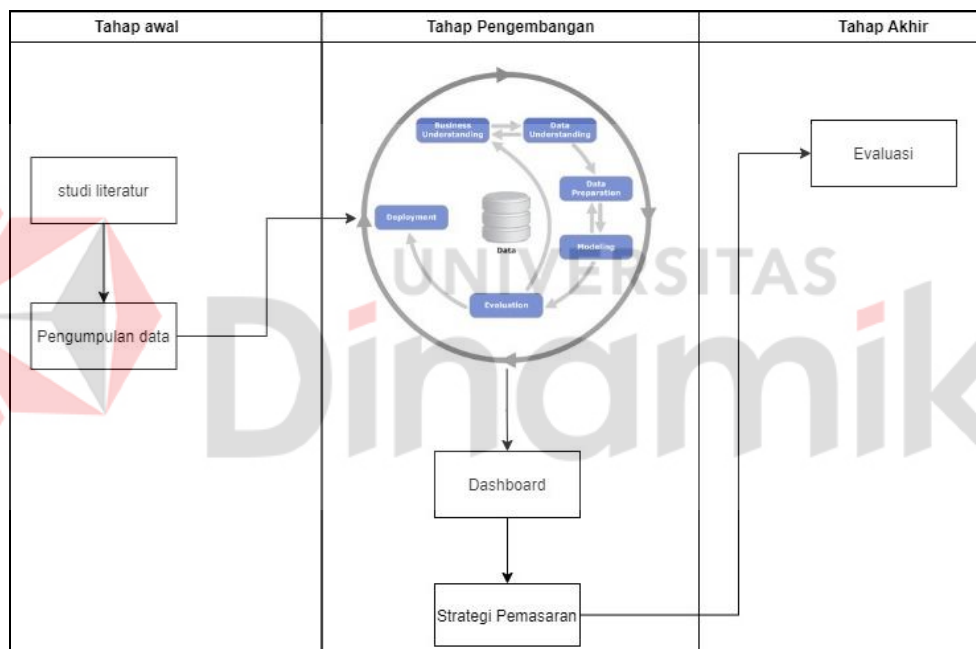 Tahap awal
Tahap Pengembangan
Tahap Akhir
studi literatur
Pengumpulan data
Business
Understanding
Data
Understanding
Data
Preparation
Modeling
Evaluation
Deployment
Data
Dashboard
Strategi Pemasaran
Evaluasi
UNIVERSITAS
Dinamika